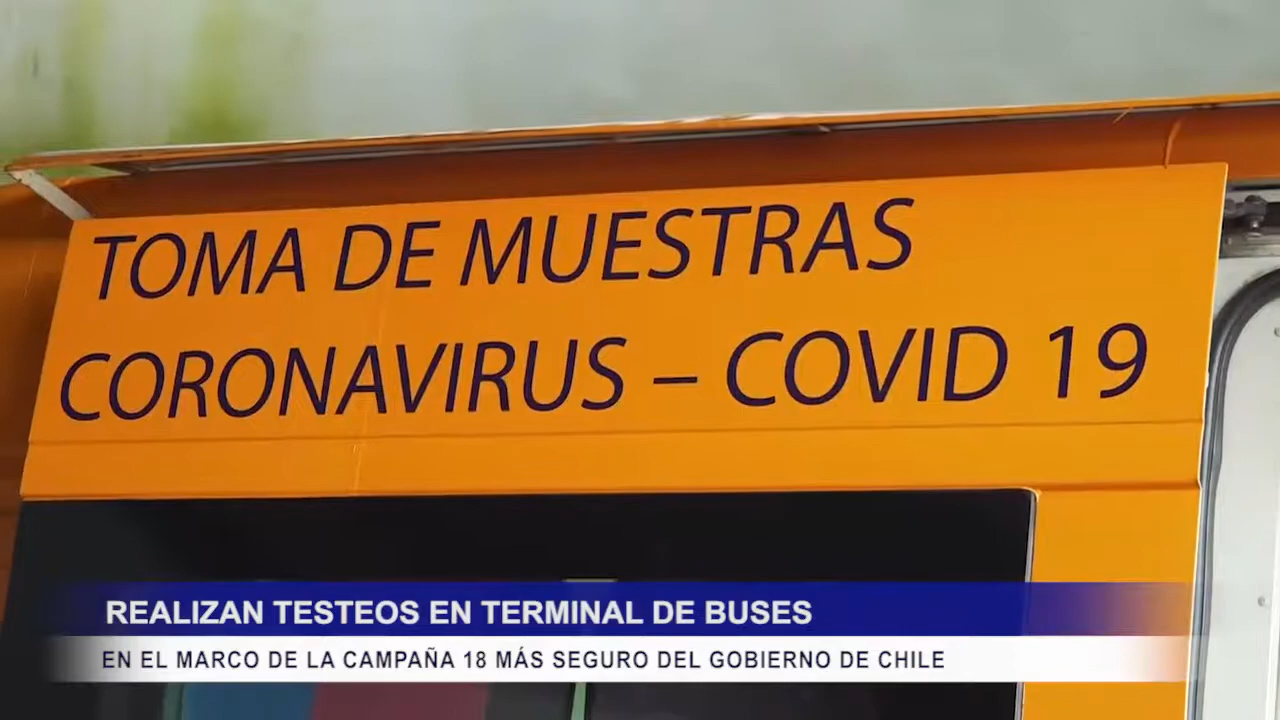 TOMA DE MUESTRAS
CORONAVIRUS – COVID 19
REALIZAN TESTEOS EN TERMINAL DE BUSES
EN EL MARCO DE LA CAMPAÑA 18 MÁS SEGURO DEL GOBIERNO DE CHILE